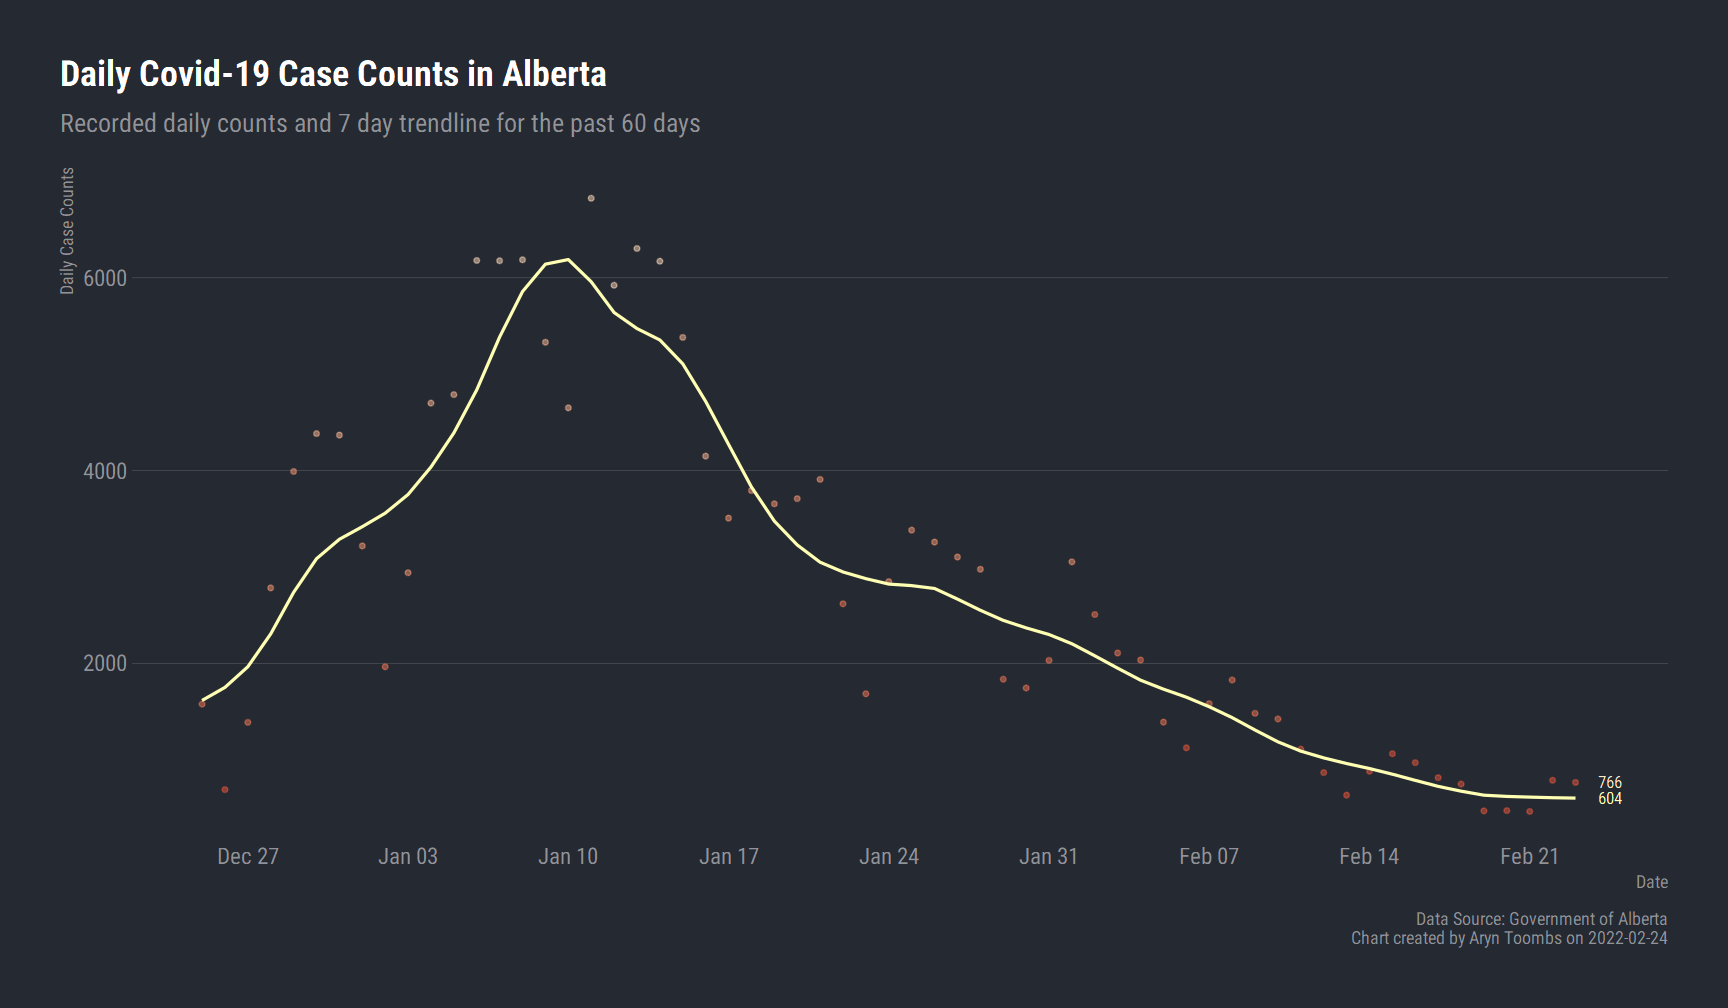 Daily Covid-19 Case Counts in Alberta
Recorded daily counts and 7 day trendline for the past 60 days
Daily Case Counts
6000
4000
2000
766
604
Dec 27 Jan 03 Jan 10 Jan 17 Jan 24 Jan 31 Feb 07 Feb 14 Feb 21
Date
Data Source: Government of Alberta
Chart created by Aryn Toombs on 2022-02-24